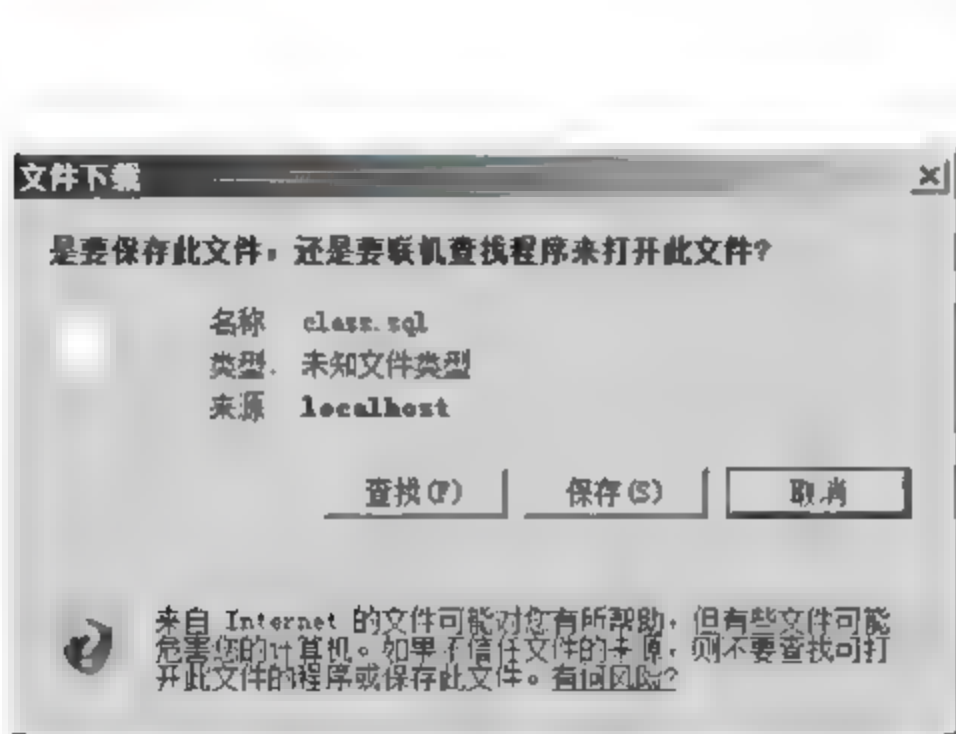 文件下载
是要保存此文件，还是要联机查找程序来打开此文件?
名称 class.sql
类型. 未知文件类型
来源 localhost
查找(F) 保存(S) 取消
来自 Internet 的文件可能对您有所帮助，但有些文件可能
危害您的计算机。如果不信任文件的来源，则不要查找可打
开此文件的程序或保存此文件。有何风险?